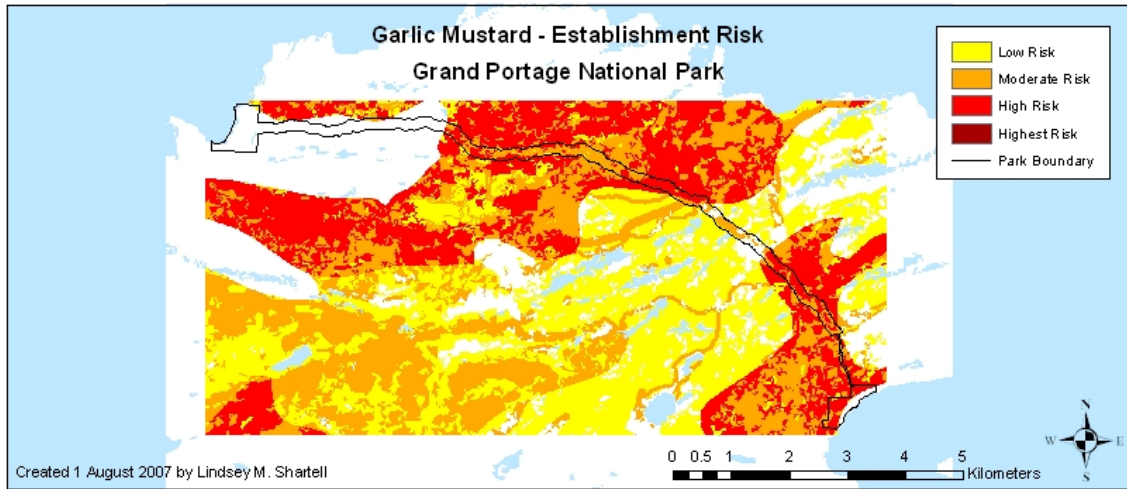 Garlic Mustard - Establishment Risk
Grand Portage National Park
Low Risk
Moderate Risk
High Risk
Highest Risk
Park Boundary
N
W E
S
0 0.5 1 2 3 4 5
Kilometers
Created 1 August 2007 by Lindsey M. Shartell